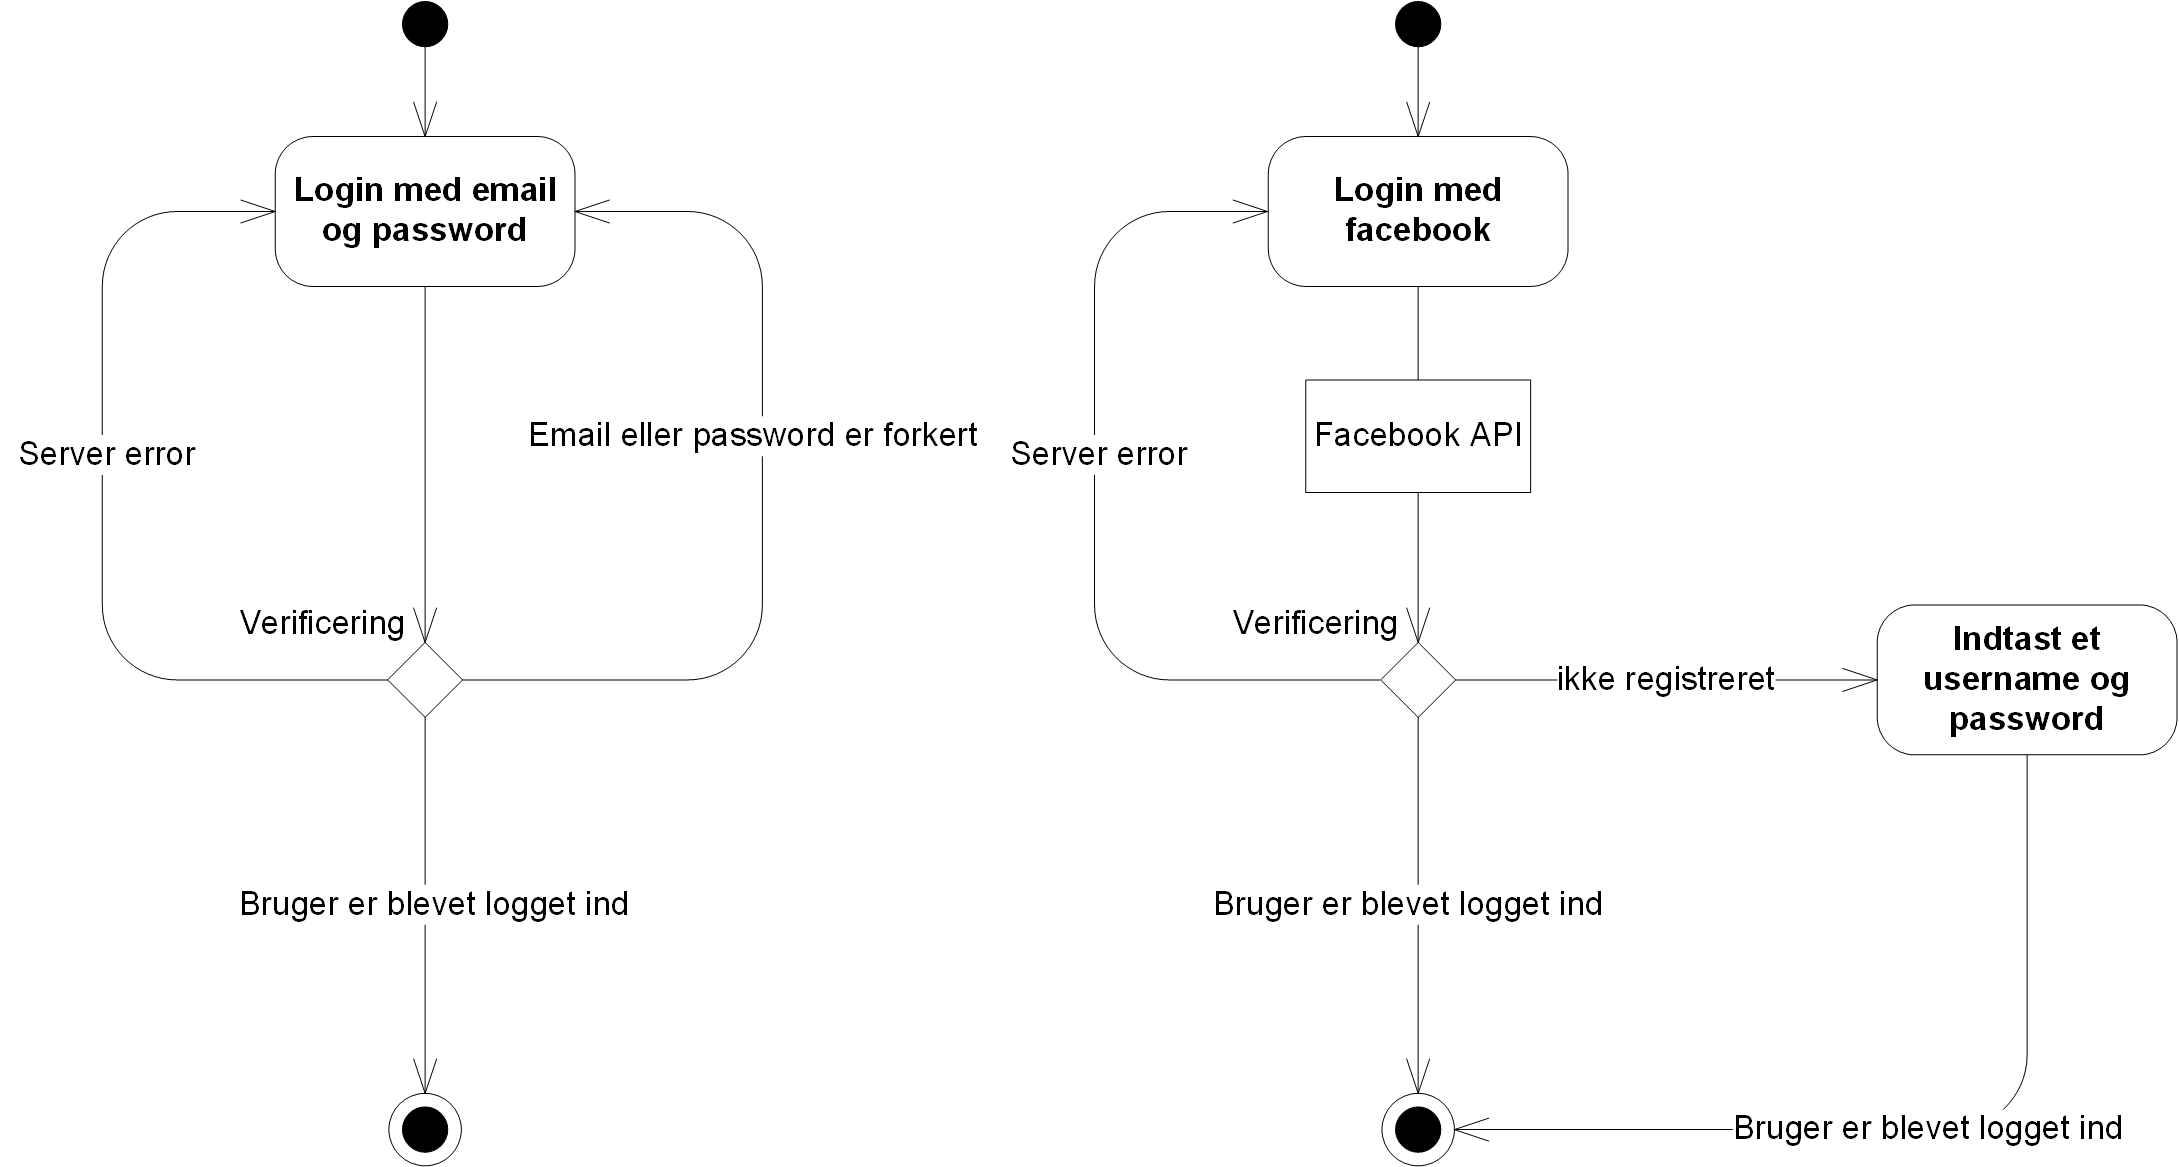 Login med email
og password
Server error
Email eller password er forkert
Verificering
Bruger er blevet logget ind
Login med
facebook
Facebook API
Server error
Verificering
ikke registreret
Indtast et
username og
password
Bruger er blevet logget ind
Bruger er blevet logget ind